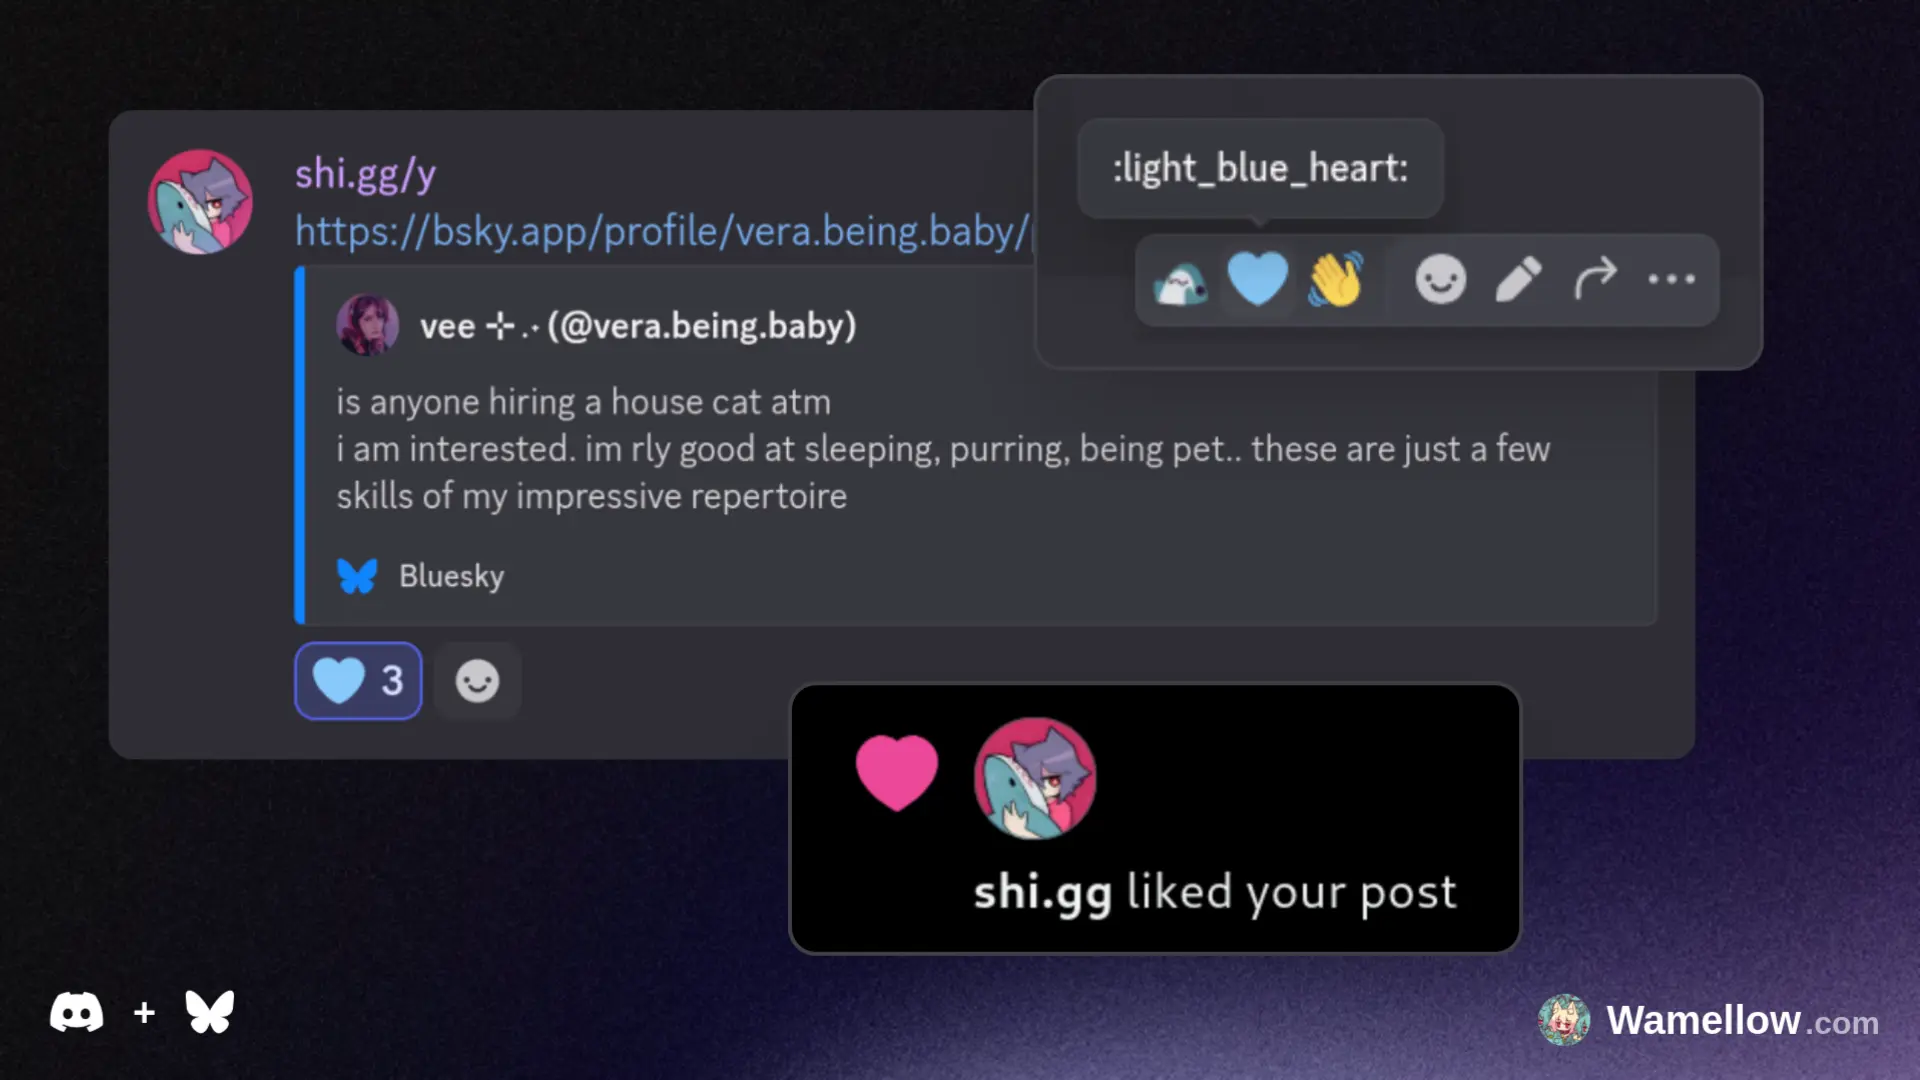 shi.gg/y
https://bsky.app/profile/vera.being.baby/
:light_blue_heart:
vee ⊹ ₊ ‧ (@vera.being.baby)
is anyone hiring a house cat atm
i am interested. im rly good at sleeping, purring, being pet.. these are just a few
skills of my impressive repertoire
Bluesky
3
shi.gg liked your post
+
Wamellow.com